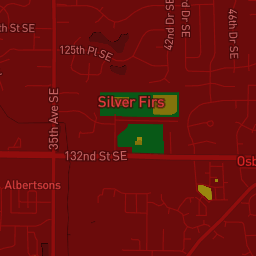 42nd Dr SE
46th Dr SE
th St SE
125th Pl SE
Silver Firs
35th Ave SE
132nd St SE
Osb
Albertsons